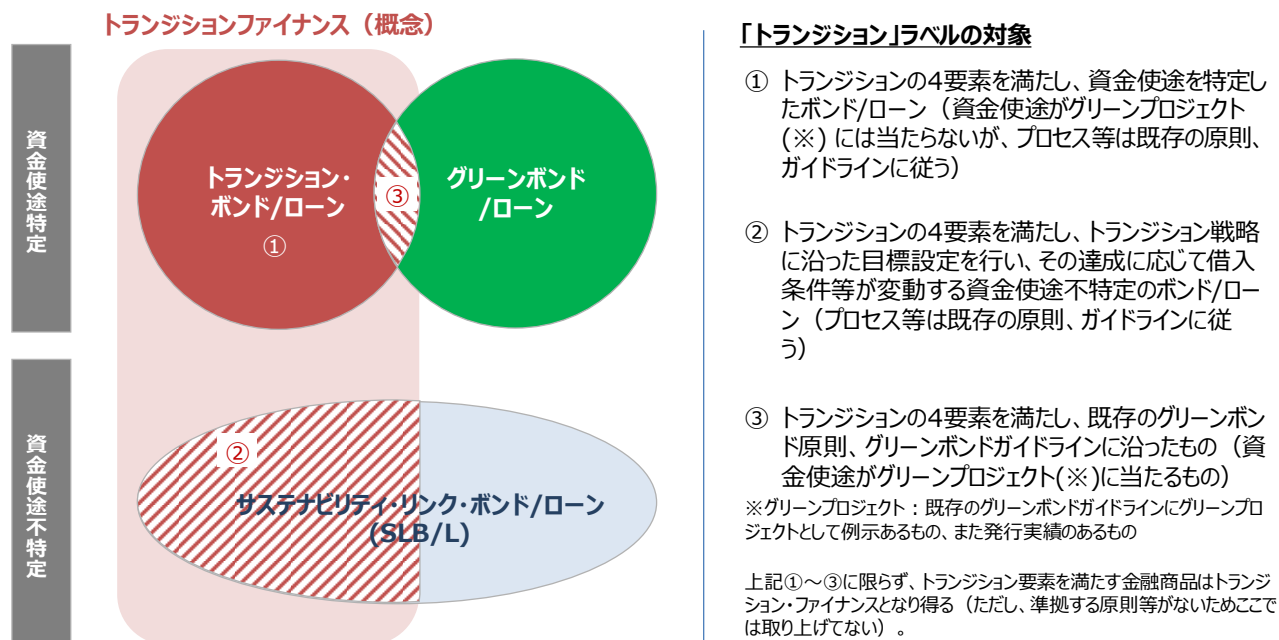 トランジションファイナンス（概念）
資金使途特定
トランジション・
ボンド/ローン
①
③
グリーンボンド
/ローン
資金使途不特定
②
サステナビリティ・リンク・ボンド/ローン
(SLB/L)
「トランジション」ラベルの対象
① トランジションの４要素を満たし、資金使途を特定し
たボンド/ローン（資金使途がグリーンプロジェクト
(※) には当たらないが、プロセス等は既存の原則、
ガイドラインに従う）
② トランジションの４要素を満たし、トランジション戦略
に沿った目標設定を行い、その達成に応じて借入
条件等が変動する資金使途不特定のボンド/ロー
ン（プロセス等は既存の原則、ガイドラインに従
う）
③ トランジションの４要素を満たし、既存のグリーンボン
ド原則、グリーンボンドガイドラインに沿ったもの（資
金使途がグリーンプロジェクト(※)に当たるもの）
※グリーンプロジェクト：既存のグリーンボンドガイドラインにグリーンプロ
ジェクトとして例示あるもの、また発行実績のあるもの
上記①～③に限らず、トランジション要素を満たす金融商品はトランジ
ション・ファイナンスとなり得る（ただし、準拠する原則等がないためここで
は取り上げてない）。